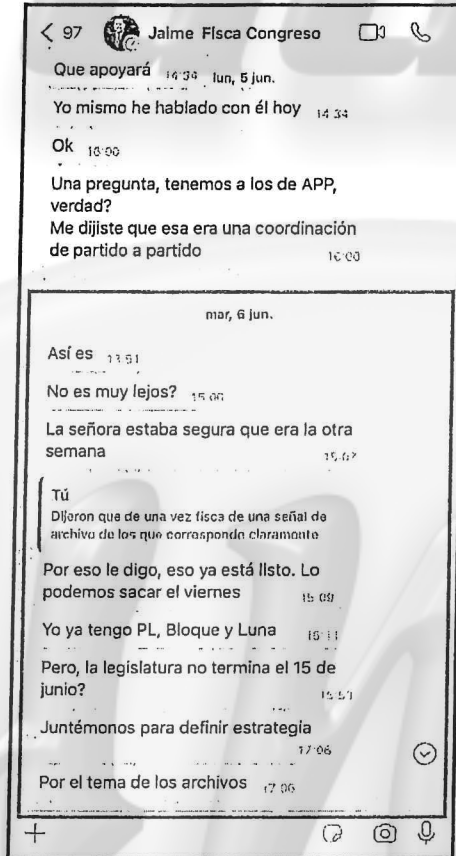 97 Jaime Fisca Congreso
Que apoyará 14:34 lun, 5 jun.
Yo mismo he hablado con él hoy 14:34
Ok 16:00
Una pregunta, tenemos a los de APP,
verdad?
Me dijiste que esa era una coordinación
de partido a partido 16:00
mar, 6 jun.
Así es 13:51
No es muy lejos? 15:00
La señora estaba segura que era la otra
semana
Tú
Dijeron que de una vez fisca de una señal de
archivo de los que corresponde claramente
Por eso le digo, eso ya está listo. Lo
podemos sacar el viernes 15:09
Yo ya tengo PL, Bloque y Luna 15:11
Pero, la legislatura no termina el 15 de
junio?
Juntémonos para definir estrategia
17:06
Por el tema de los archivos 17:06